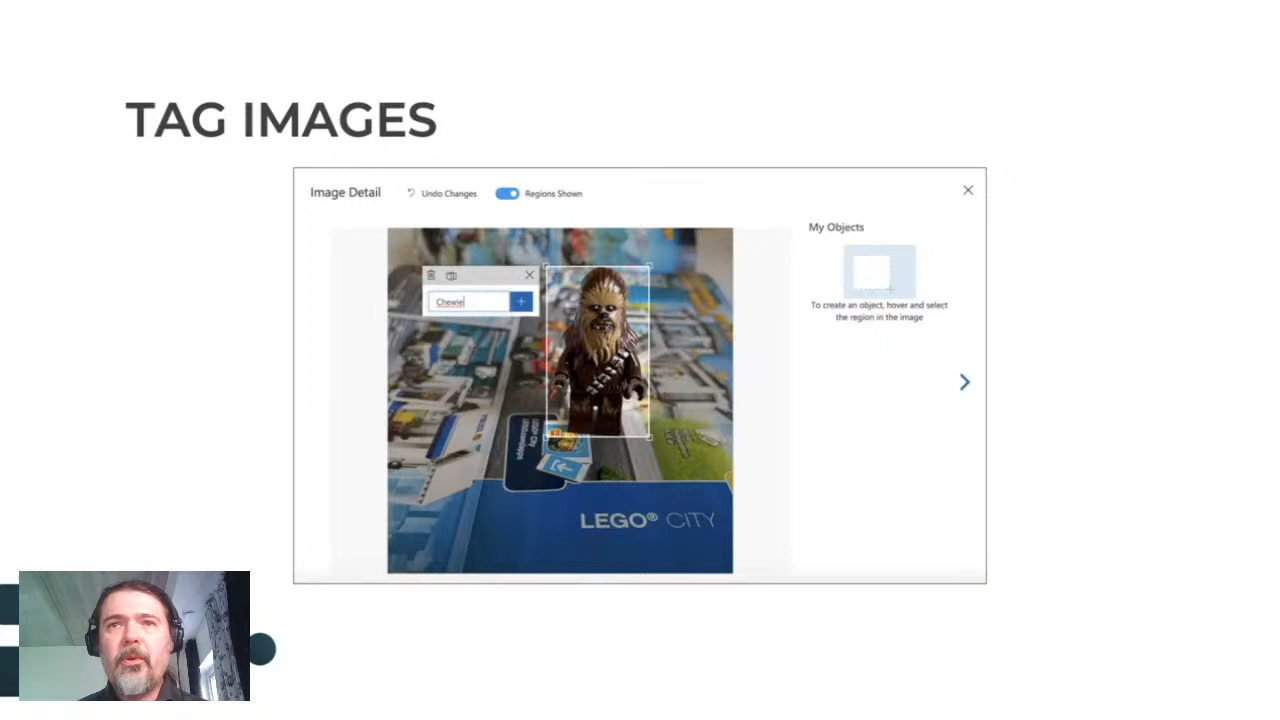 TAG IMAGES
Image Detail
Undo Changes
Regions Shown
My Objects
Chewie
To create an object, hover and select
the region in the image
LEGO® CITY